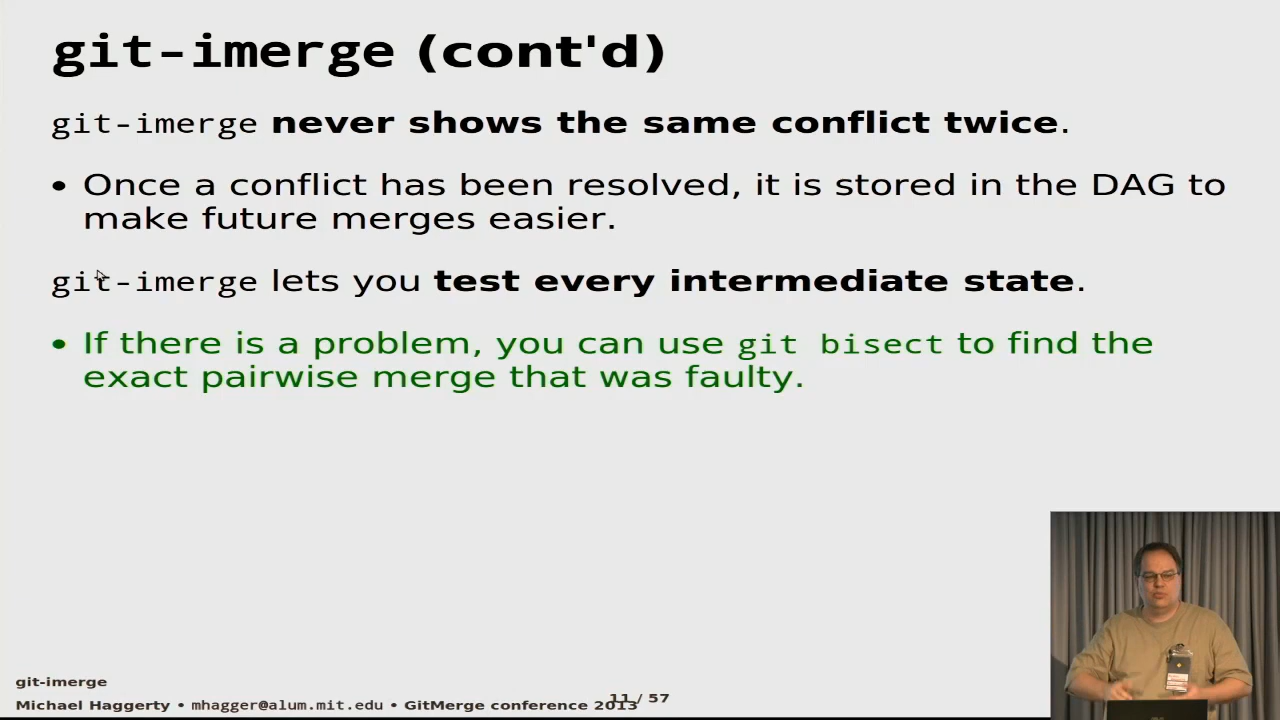 git-imerge (cont'd)
git-imerge never shows the same conflict twice.
• Once a conflict has been resolved, it is stored in the DAG to
make future merges easier.
git-imerge lets you test every intermediate state.
• If there is a problem, you can use git bisect to find the
exact pairwise merge that was faulty.
git-imerge
Michael Haggerty • mhagger@alum.mit.edu • GitMerge conference 2013
11 / 57